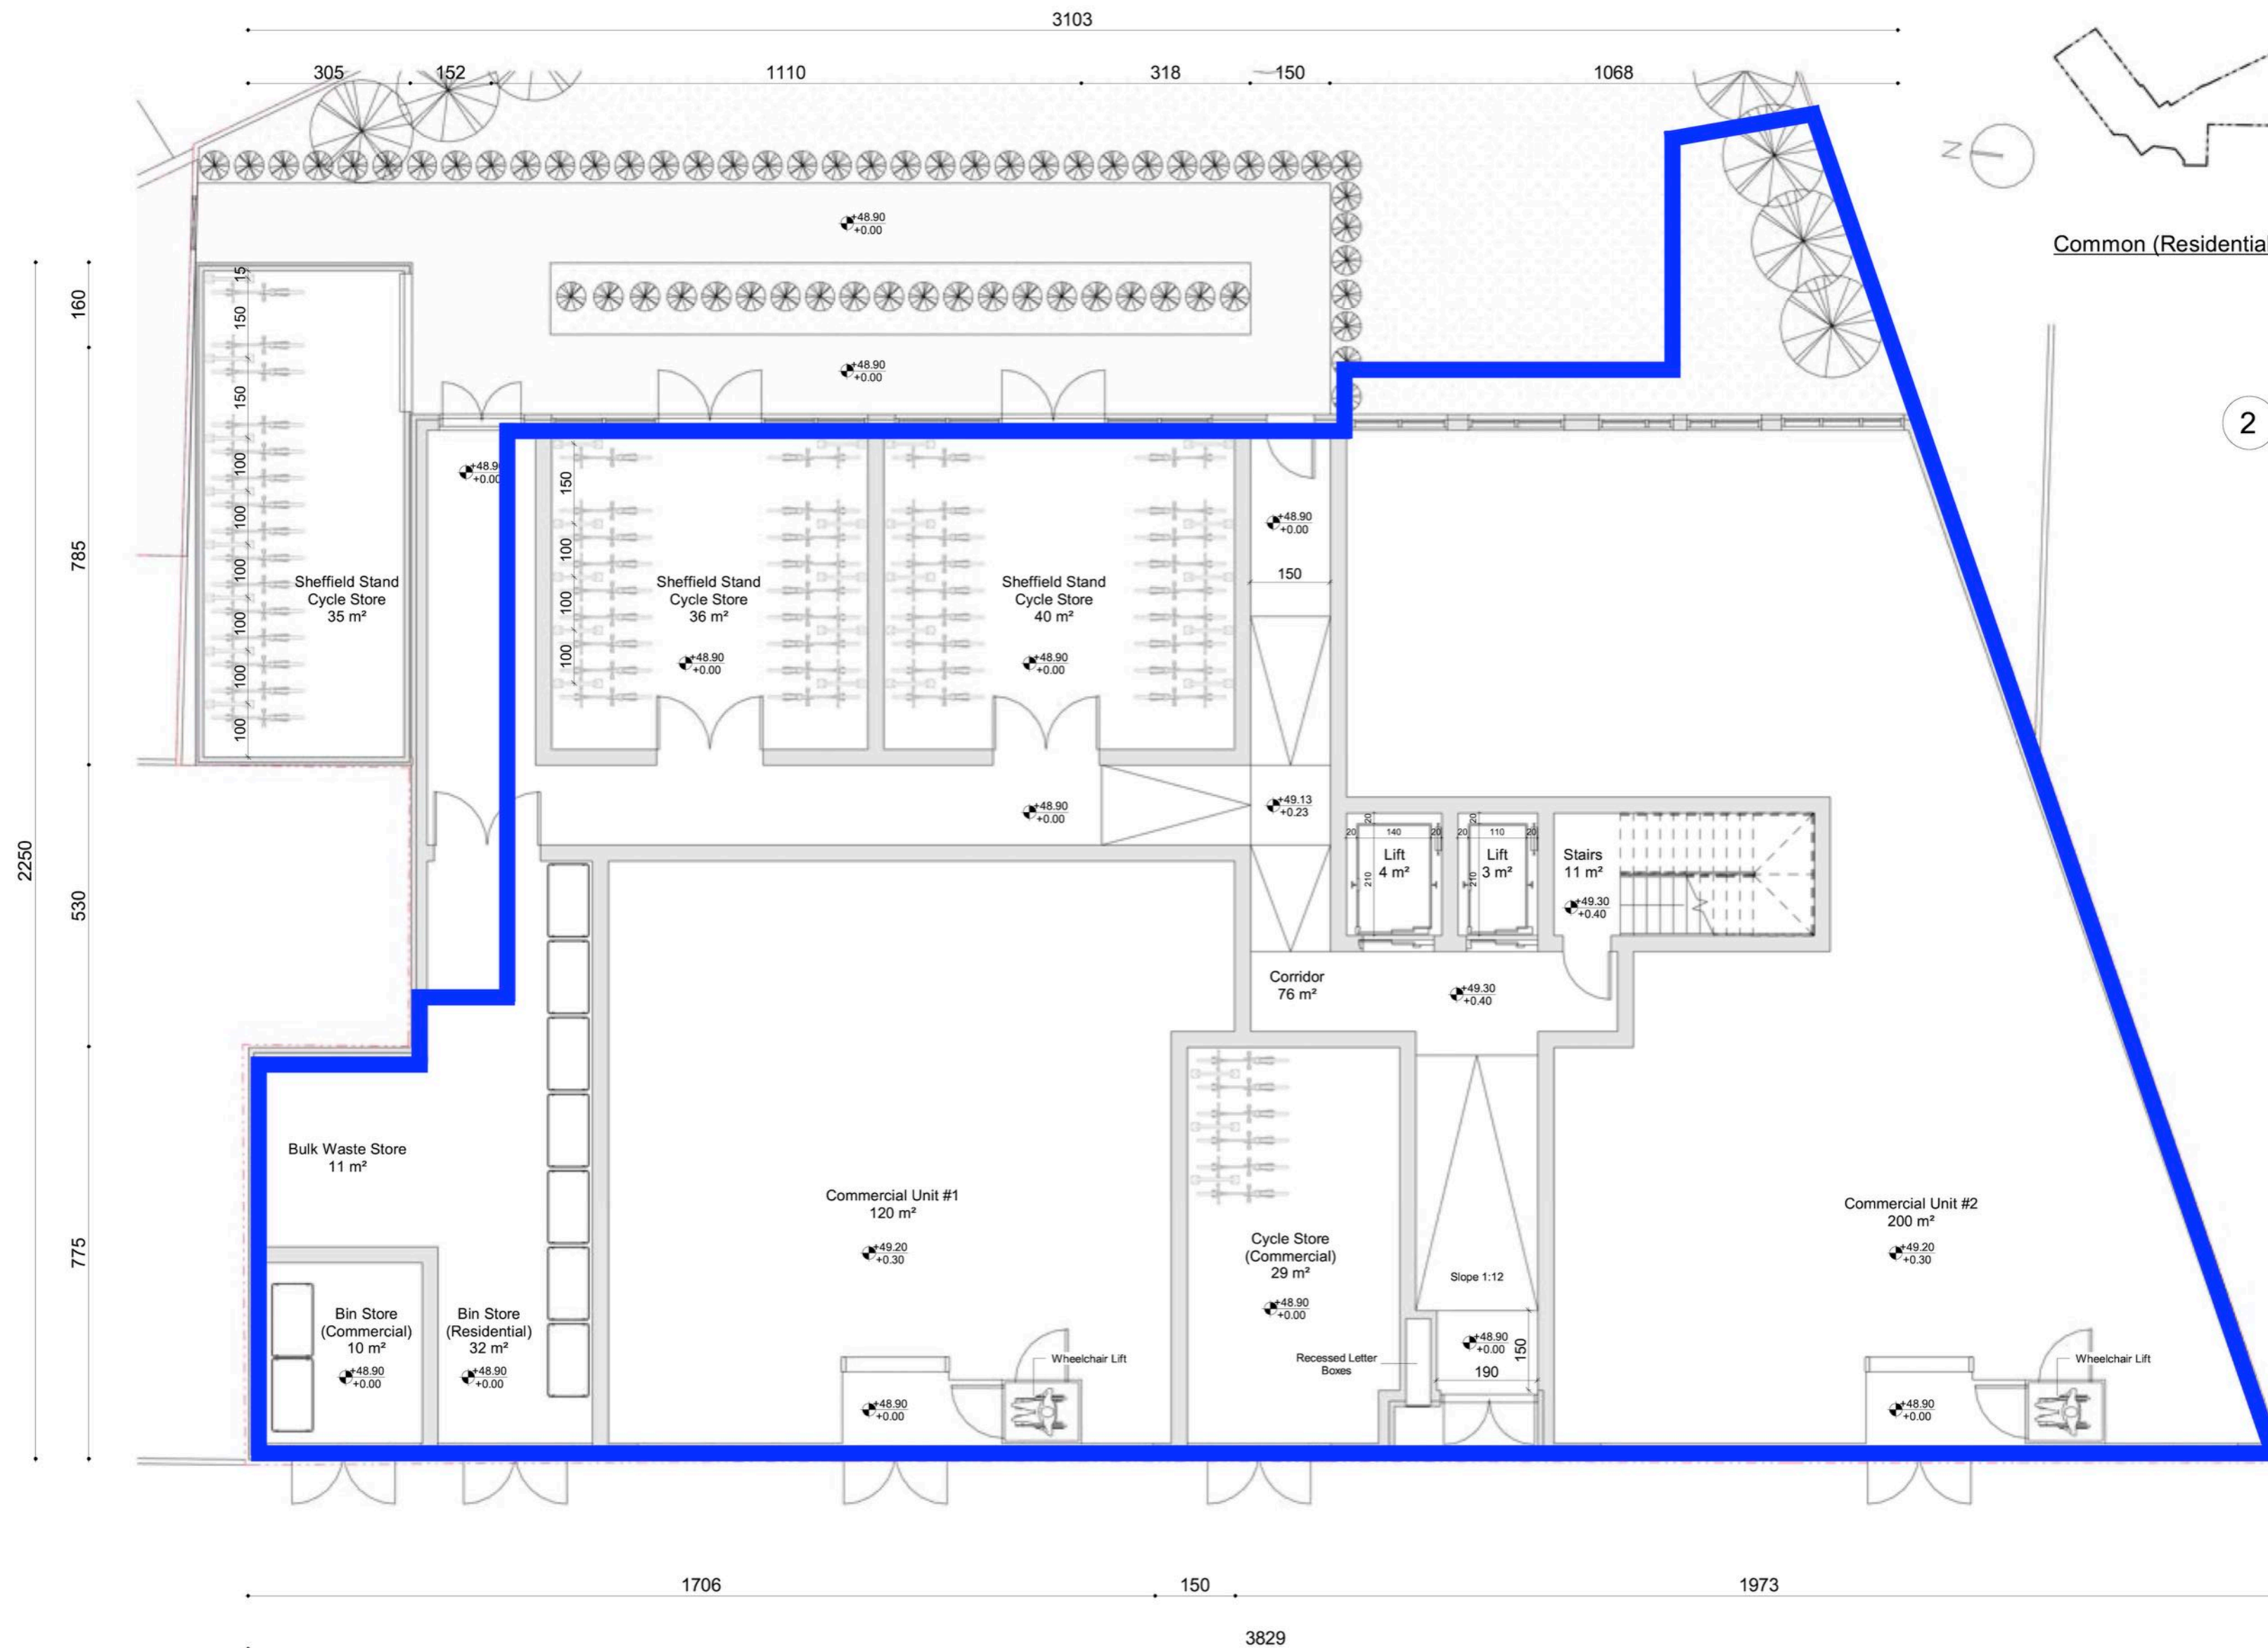 3103
305
152
1110
318
150
1068
N
Common (Residentia
2
+48.90
+0.00
+48.90
+0.00
160
785
2250
530
775
15
150
150
100
100
100
100
100
100
Sheffield Stand
Cycle Store
35 m²
+48.9
+0.00
150
100
100
100
Sheffield Stand
Cycle Store
36 m²
+48.90
+0.00
Sheffield Stand
Cycle Store
40 m²
+48.90
+0.00
+48.90
+0.00
150
+48.90
+0.00
+49.13
+0.23
20
20
140
20
210
Lift
4 m²
20
20
110
20
210
Lift
3 m²
Stairs
11 m²
+49.30
+0.40
Corridor
76 m²
+49.30
+0.40
Bulk Waste Store
11 m²
Commercial Unit #1
120 m²
+49.20
+0.30
Cycle Store
(Commercial)
29 m²
+48.90
+0.00
Slope 1:12
Commercial Unit #2
200 m²
+49.20
+0.30
Bin Store
(Commercial)
10 m²
+48.90
+0.00
Bin Store
(Residential)
32 m²
+48.90
+0.00
Wheelchair Lift
+48.90
+0.00
Recessed Letter
Boxes
+48.90
+0.00
150
190
Wheelchair Lift
+48.90
+0.00
1706
150
1973
3829